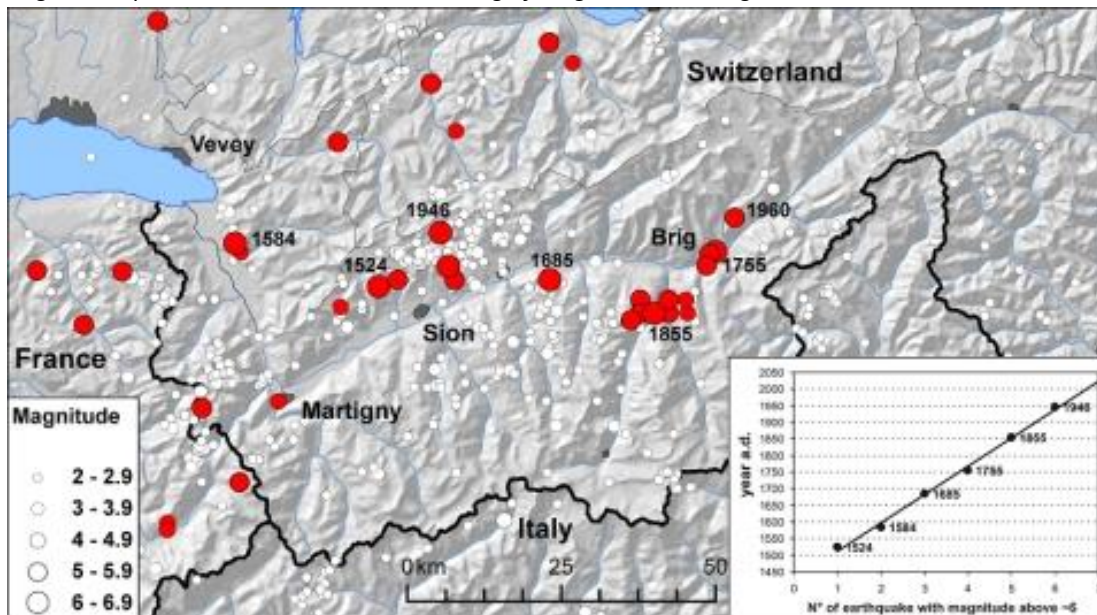 Switzerland
Vevey
1946
1960
1584
Brig
1524
1685
1755
Sion
1855
France
Martigny
Magnitude
2 - 2.9
3 - 3.9
4 - 4.9
5 - 5.9
6 - 6.9
Italy
0 km 25 50
year a.d.
2050
2000
1950
1900
1850
1800
1750
1700
1650
1600
1550
1500
1450
1946
1855
1755
1685
1584
1524
0 1 2 3 4 5 6
N° of earthquake with magnitude above ~6